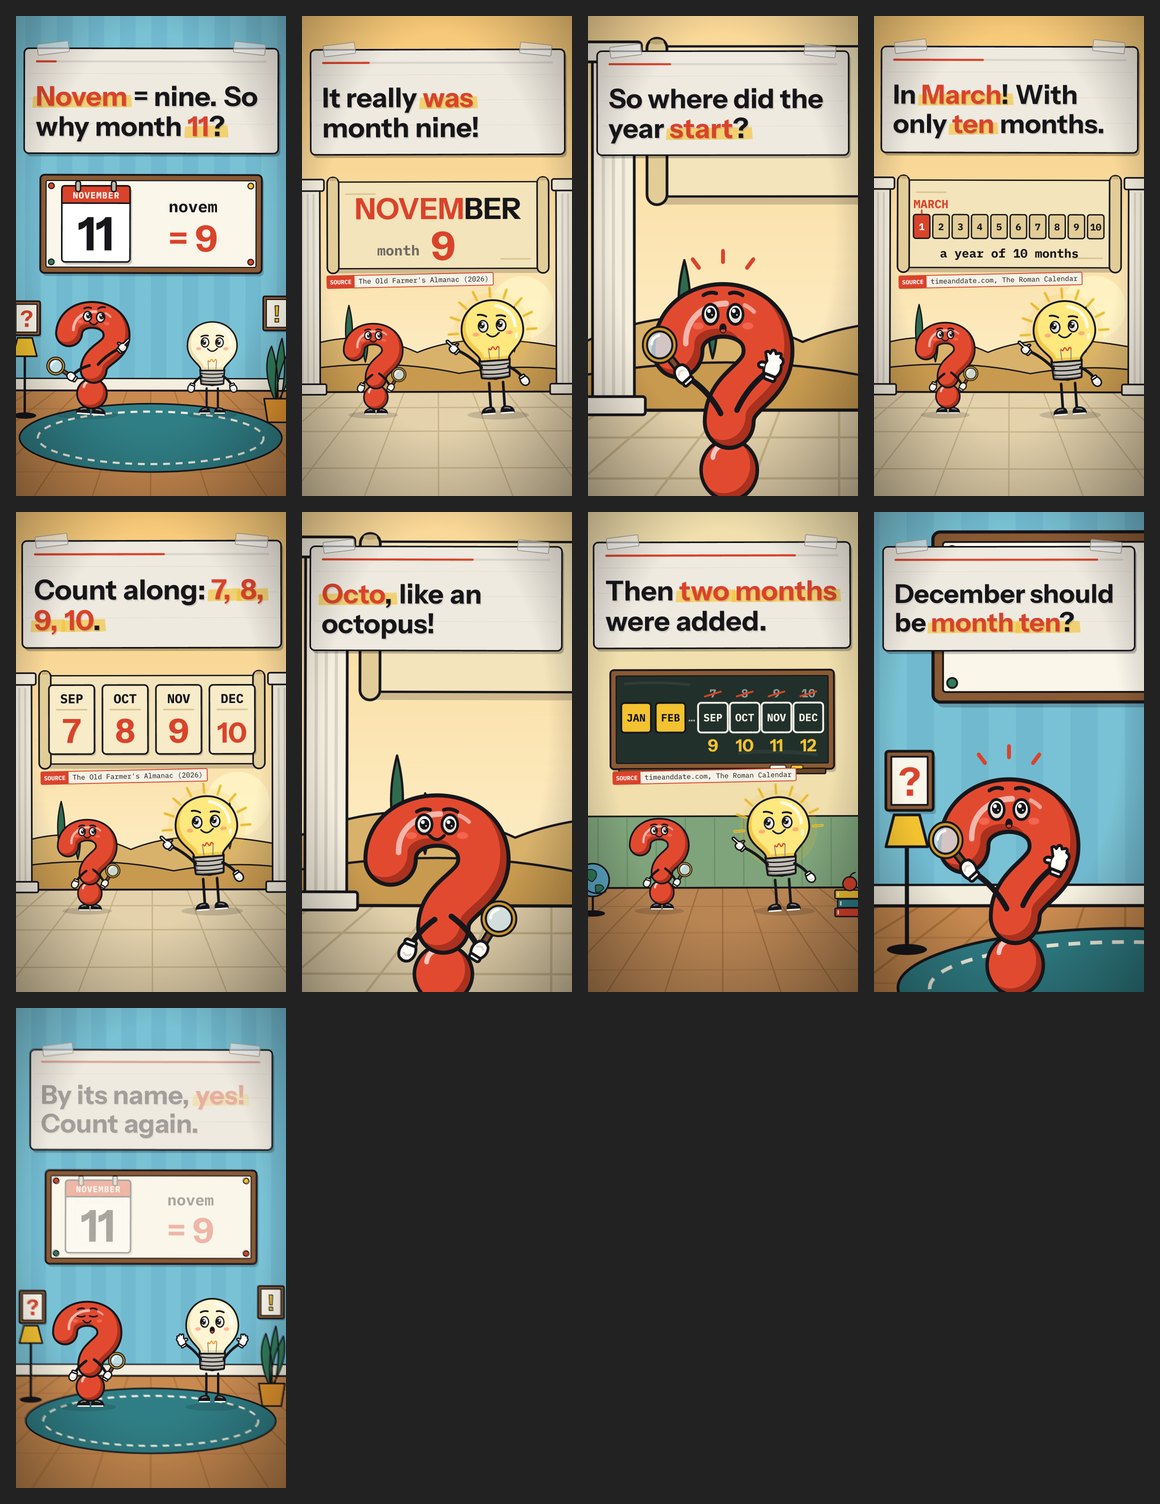 Novem = nine. So
why month 11?
NOVEMBER
11
novem
= 9
?
!
It really was
month nine!
NOVEMBER
month 9
SOURCE The Old Farmer's Almanac (2026)
So where did the
year start?
In March! With
only ten months.
MARCH
1 2 3 4 5 6 7 8 9 10
a year of 10 months
SOURCE timeanddate.com, The Roman Calendar
Count along: 7, 8,
9, 10.
SEP OCT NOV DEC
7 8 9 10
SOURCE The Old Farmer's Almanac (2026)
Octo, like an
octopus!
Then two months
were added.
7 8 9 10
JAN FEB ... SEP OCT NOV DEC
9 10 11 12
SOURCE timeanddate.com, The Roman Calendar
December should
be month ten?
?
By its name, yes!
Count again.
NOVEMBER
11
novem
= 9
?
!